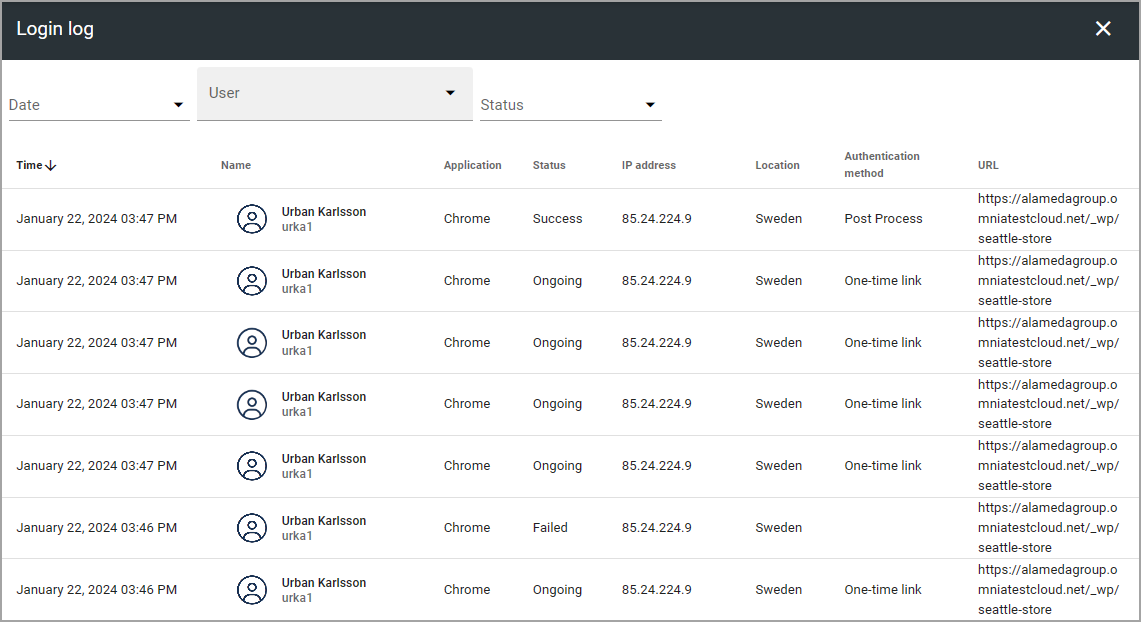 Login log
Date
User
Status
Time
Name
Application
Status
IP address
Location
Authentication
method
URL
January 22, 2024 03:47 PM
Urban Karlsson
urka1
Chrome
Success
85.24.224.9
Sweden
Post Process
https://alamedagroup.o
mniatestcloud.net/_wp/
seattle-store
January 22, 2024 03:47 PM
Urban Karlsson
urka1
Chrome
Ongoing
85.24.224.9
Sweden
One-time link
https://alamedagroup.o
mniatestcloud.net/_wp/
seattle-store
January 22, 2024 03:47 PM
Urban Karlsson
urka1
Chrome
Ongoing
85.24.224.9
Sweden
One-time link
https://alamedagroup.o
mniatestcloud.net/_wp/
seattle-store
January 22, 2024 03:47 PM
Urban Karlsson
urka1
Chrome
Ongoing
85.24.224.9
Sweden
One-time link
https://alamedagroup.o
mniatestcloud.net/_wp/
seattle-store
January 22, 2024 03:47 PM
Urban Karlsson
urka1
Chrome
Ongoing
85.24.224.9
Sweden
One-time link
https://alamedagroup.o
mniatestcloud.net/_wp/
seattle-store
January 22, 2024 03:46 PM
Urban Karlsson
urka1
Chrome
Failed
85.24.224.9
Sweden
https://alamedagroup.o
mniatestcloud.net/_wp/
seattle-store
January 22, 2024 03:46 PM
Urban Karlsson
urka1
Chrome
Ongoing
85.24.224.9
Sweden
One-time link
https://alamedagroup.o
mniatestcloud.net/_wp/
seattle-store